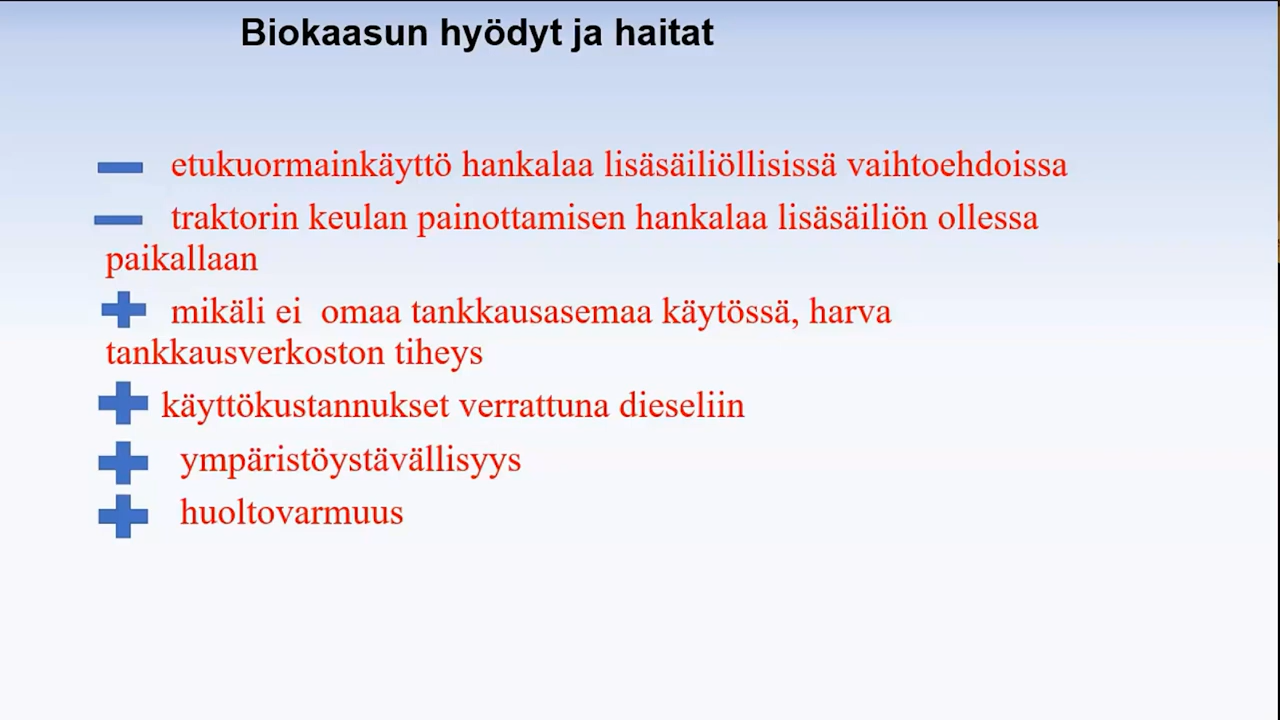 Biokaasun hyödyt ja haitat
etukuormainkäyttö hankalaa lisäsäiliöllisissä vaihtoehdoissa
traktorin keulan painottamisen hankalaa lisäsäiliön ollessa
paikallaan
mikäli ei omaa tankkausasemaa käytössä, harva
tankkausverkoston tiheys
käyttökustannukset verrattuna dieseliin
ympäristöystävällisyys
huoltovarmuus